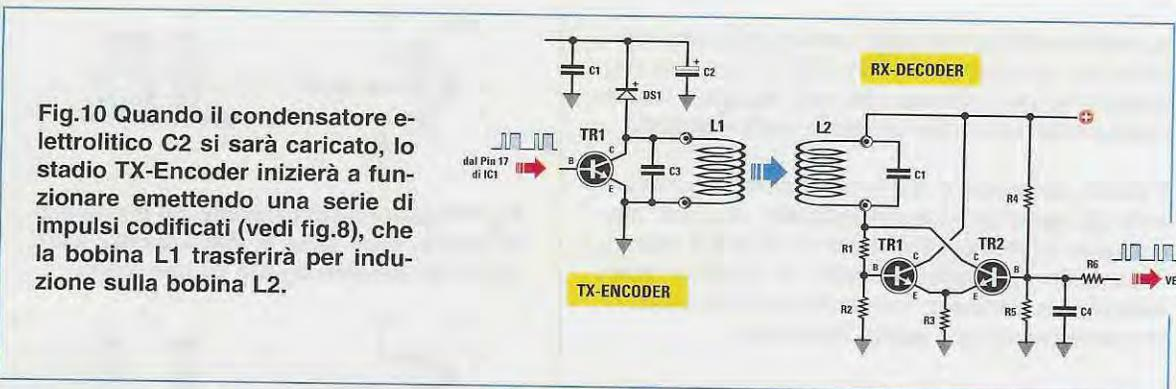 Fig.10 Quando il condensatore e-
lettrolitico C2 si sarà caricato, lo
stadio TX-Encoder inizierà a fun-
zionare emettendo una serie di
impulsi codificati (vedi fig.8), che
la bobina L1 trasferirà per indu-
zione sulla bobina L2.
C1
C2
DS1
TR1
C
B
E
dal Pin 17
di IC1
C3
L1
TX-ENCODER
RX-DECODER
L2
C1
R1
R2
TR1
C
B
E
R3
TR2
C
B
E
R4
R5
C4
R6